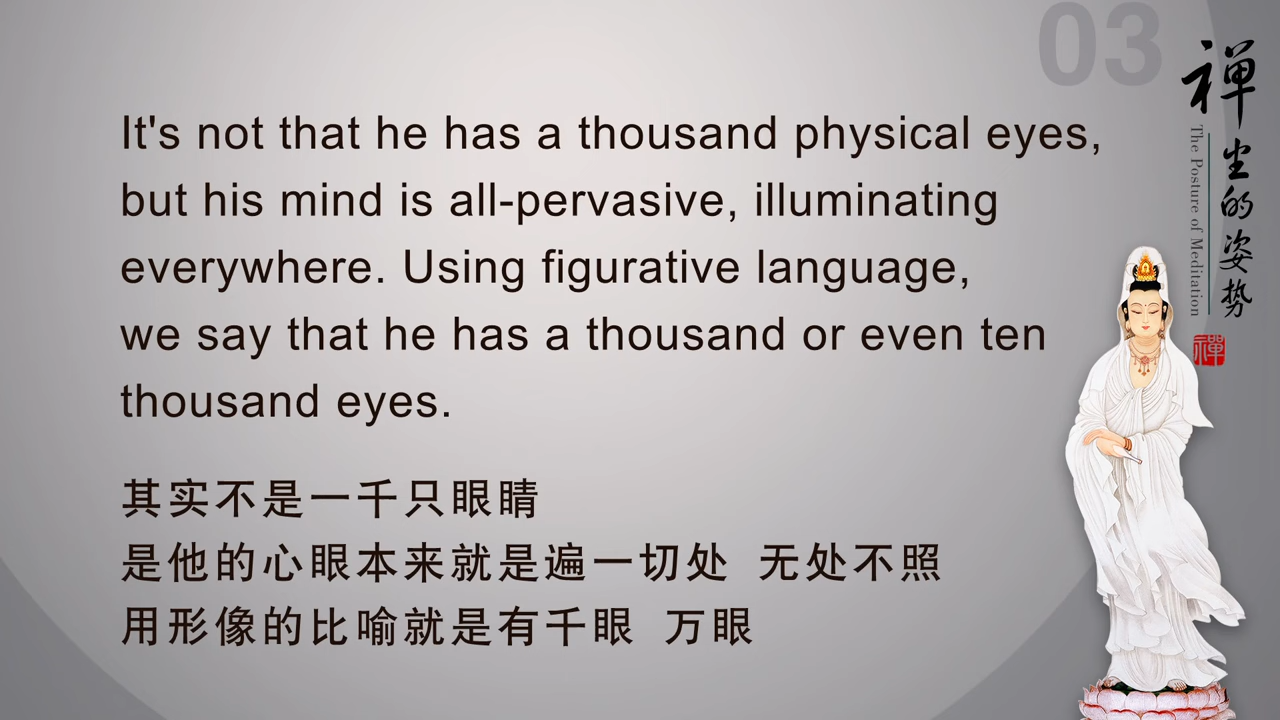 03
It's not that he has a thousand physical eyes,
but his mind is all-pervasive, illuminating
everywhere. Using figurative language,
we say that he has a thousand or even ten
thousand eyes.
其实不是一千只眼睛
是他的心眼本来就是遍一切处 无处不照
用形像的比喻就是有千眼 万眼
禅坐的姿势
The Posture of Meditation
禪